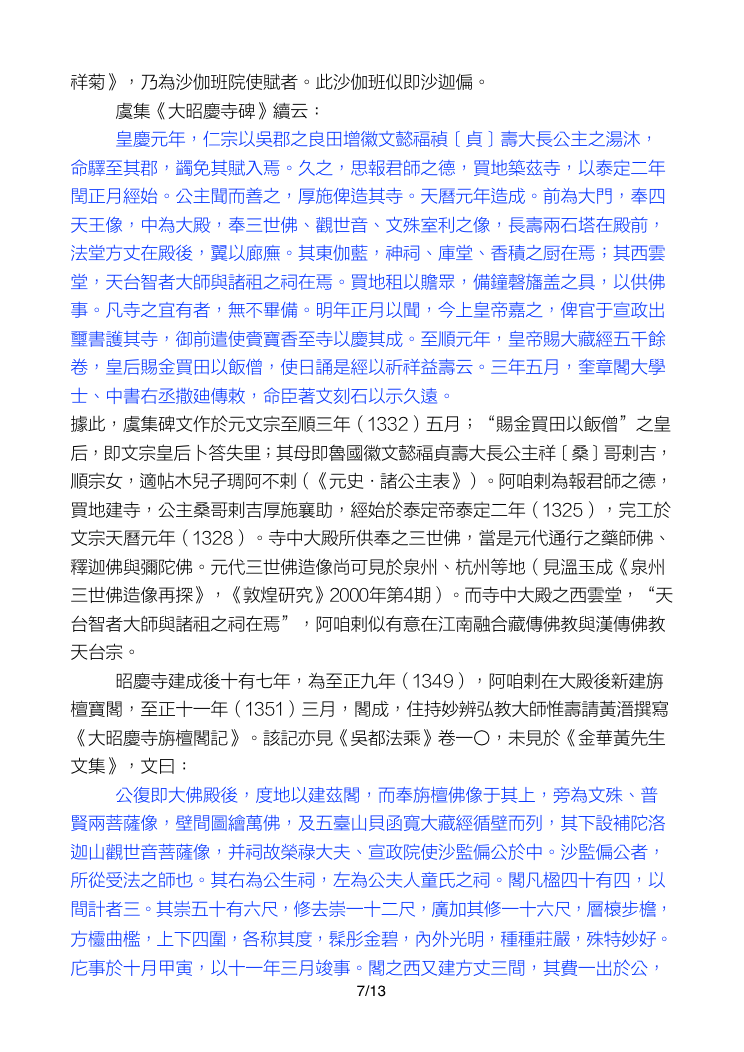 祥菊》，乃為沙伽班院使賦者。此沙伽班似即沙迦偏。
虞集《大昭慶寺碑》續云：
皇慶元年，仁宗以吳郡之良田增徽文懿福禎〔貞〕壽大長公主之湯沐，
命驛至其郡，蠲免其賦入焉。久之，思報君師之德，買地築茲寺，以泰定二年
閏正月經始。公主聞而善之，厚施俾造其寺。天曆元年造成。前為大門，奉四
天王像，中為大殿，奉三世佛、觀世音、文殊室利之像，長壽兩石塔在殿前，
法堂方丈在殿後，翼以廊廡。其東伽藍，神祠、庫堂、香積之厨在焉；其西雲
堂，天台智者大師與諸祖之祠在焉。買地租以贍眾，備鐘磬旛盖之具，以供佛
事。凡寺之宜有者，無不畢備。明年正月以聞，今上皇帝嘉之，俾官于宣政出
璽書護其寺，御前遣使賫寶香至寺以慶其成。至順元年，皇帝賜大藏經五千餘
卷，皇后賜金買田以飯僧，使日誦是經以祈祥益壽云。三年五月，奎章閣大學
士、中書右丞撒迪傳敕，命臣著文刻石以示久遠。
據此，虞集碑文作於元文宗至順三年（1332）五月；“賜金買田以飯僧”之皇
后，即文宗皇后卜答失里；其母即魯國徽文懿福貞壽大長公主祥〔桑〕哥剌吉，
順宗女，適帖木兒子琱阿不剌（《元史·諸公主表》）。阿咱剌為報君師之德，
買地建寺，公主桑哥剌吉厚施襄助，經始於泰定帝泰定二年（1325），完工於
文宗天曆元年（1328）。寺中大殿所供奉之三世佛，當是元代通行之藥師佛、
釋迦佛與彌陀佛。元代三世佛造像尚可見於泉州、杭州等地（見溫玉成《泉州
三世佛造像再探》，《敦煌研究》2000年第4期）。而寺中大殿之西雲堂，“天
台智者大師與諸祖之祠在焉”，阿咱剌似有意在江南融合藏傳佛教與漢傳佛教
天台宗。
昭慶寺建成後十有七年，為至正九年（1349），阿咱剌在大殿後新建旃
檀寶閣，至正十一年（1351）三月，閣成，住持妙辨弘教大師惟壽請黃溍撰寫
《大昭慶寺旃檀閣記》。該記亦見《吳都法乘》卷一〇，未見於《金華黃先生
文集》，文曰：
公復即大佛殿後，度地以建茲閣，而奉旃檀佛像于其上，旁為文殊、普
賢兩菩薩像，壁間圖繪萬佛，及五臺山貝函寘大藏經循壁而列，其下設補陀洛
迦山觀世音菩薩像，并祠故榮祿大夫、宣政院使沙監偏公於中。沙監偏公者，
所從受法之師也。其右為公生祠，左為公夫人童氏之祠。閣凡楹四十有四，以
間計者三。其崇五十有六尺，修去崇一十二尺，廣加其修一十六尺，層榱步檐，
方櫺曲檻，上下四圍，各称其度，髹彤金碧，內外光明，種種莊嚴，殊特妙好。
庀事於十月甲寅，以十一年三月竣事。閣之西又建方丈三間，其費一出於公，
7/13